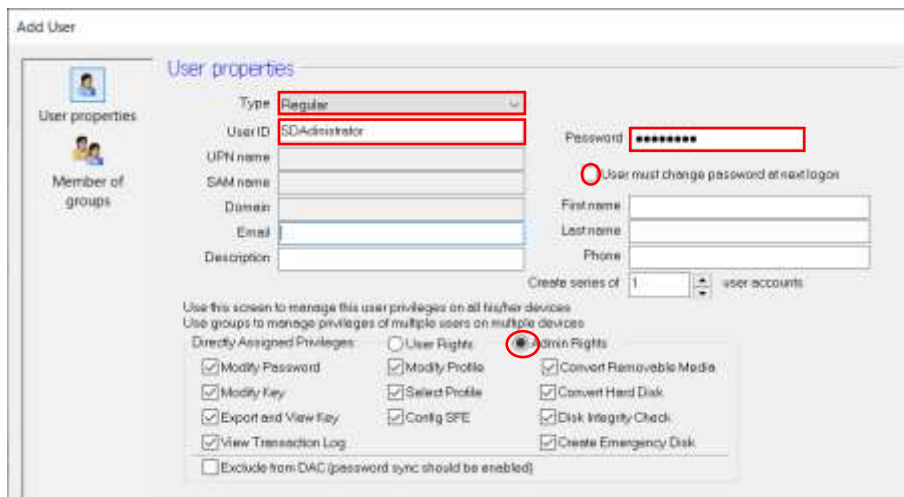 Add User
User properties
User properties
Member of
groups
Type Regular
User ID SDAdinistrator
UPN name
SAM name
Domain
Email
Description
Password ●●●●●●●●
User must change password at next logon
First name
Last name
Phone
Create series of 1 user accounts
Use this screen to manage this user privileges on all his/her devices
Use groups to manage privileges of multiple users on multiple devices
Directly Assigned Privileges: User Rights Admin Rights
Modify Password Modify Profile Convert Removable Media
Modify Key Select Profile Convert Hard Disk
Export and View Key Config SFE Disk Integrity Check
View Transaction Log Create Emergency Disk
Exclude from DAC (password sync should be enabled)